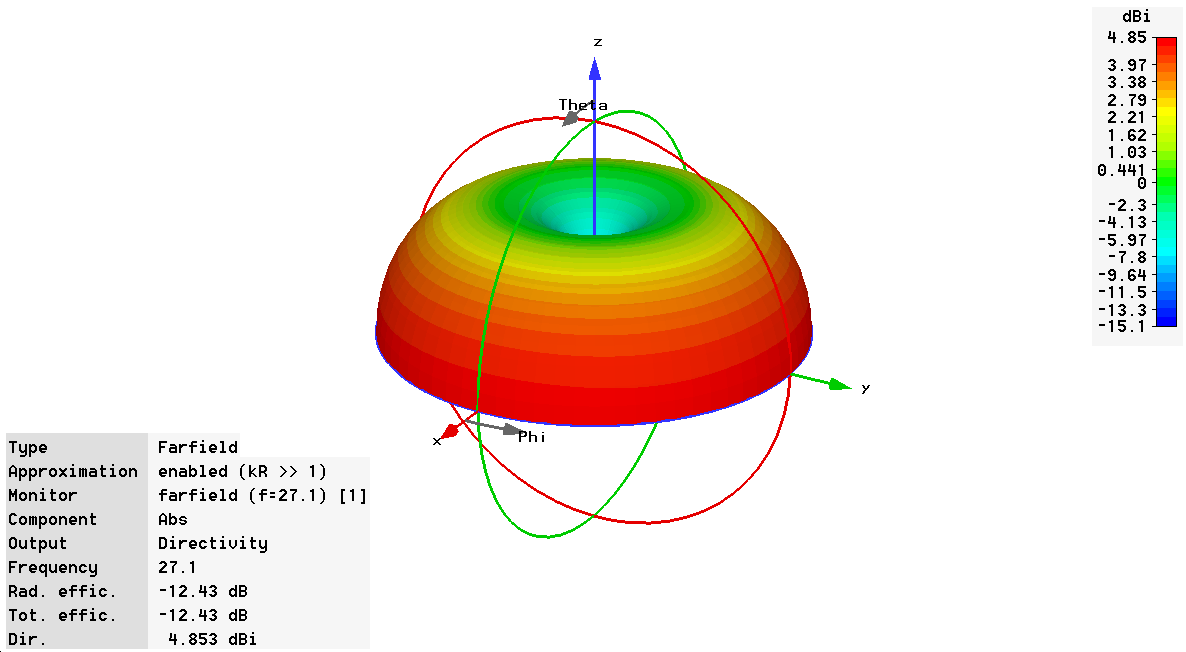 dBi
4.85
3.97
3.38
2.79
2.21
1.62
1.03
0.441
0
-2.3
-4.13
-5.97
-7.8
-9.64
-11.5
-13.3
-15.1
z
Theta
y
x
Phi
Type Farfield
Approximation enabled (kR >> 1)
Monitor farfield (f=27.1) [1]
Component Abs
Output Directivity
Frequency 27.1
Rad. effic. -12.43 dB
Tot. effic. -12.43 dB
Dir. 4.853 dBi